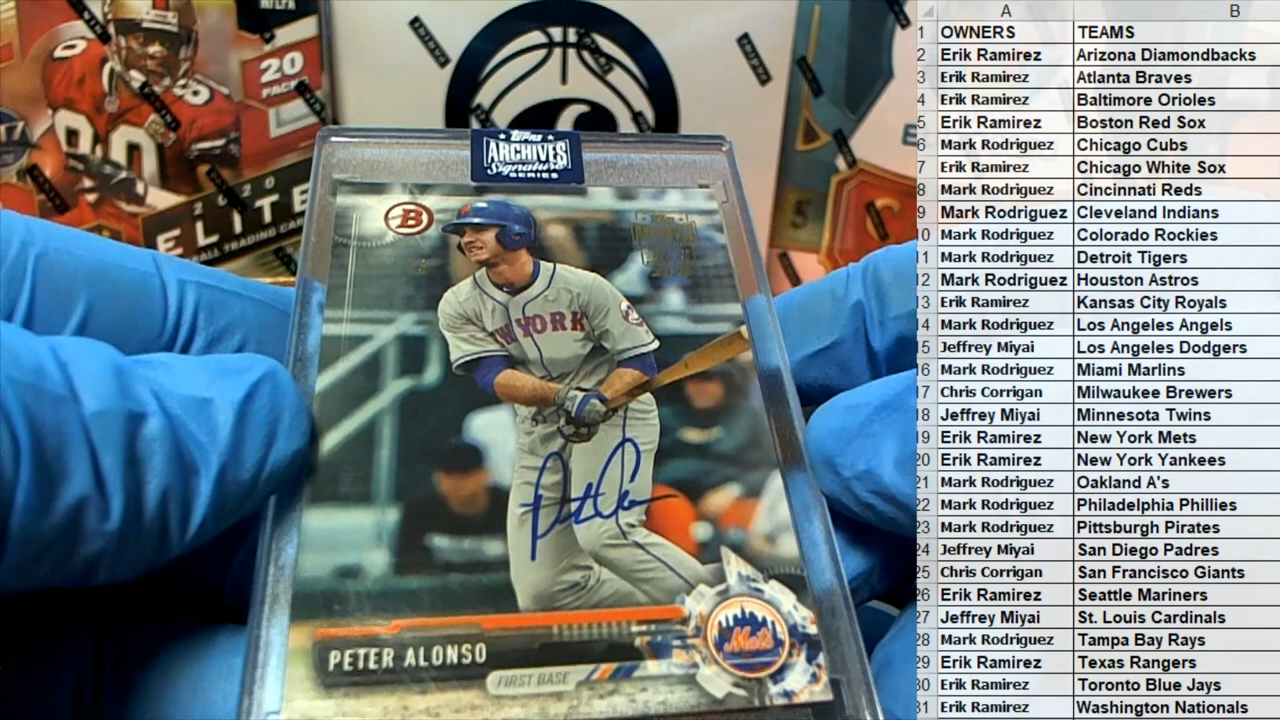 20
PACKS
2020
ELITE
Topps
ARCHIVES
Signature
SERIES
B
NEW YORK
PETER ALONSO
FIRST BASE
Mets
A B
1 OWNERS TEAMS
2 Erik Ramirez Arizona Diamondbacks
3 Erik Ramirez Atlanta Braves
4 Erik Ramirez Baltimore Orioles
5 Erik Ramirez Boston Red Sox
6 Mark Rodriguez Chicago Cubs
7 Erik Ramirez Chicago White Sox
8 Mark Rodriguez Cincinnati Reds
9 Mark Rodriguez Cleveland Indians
10 Mark Rodriguez Colorado Rockies
11 Mark Rodriguez Detroit Tigers
12 Mark Rodriguez Houston Astros
13 Erik Ramirez Kansas City Royals
14 Mark Rodriguez Los Angeles Angels
15 Jeffrey Miyai Los Angeles Dodgers
16 Mark Rodriguez Miami Marlins
17 Chris Corrigan Milwaukee Brewers
18 Jeffrey Miyai Minnesota Twins
19 Erik Ramirez New York Mets
20 Erik Ramirez New York Yankees
21 Mark Rodriguez Oakland A's
22 Mark Rodriguez Philadelphia Phillies
23 Mark Rodriguez Pittsburgh Pirates
24 Jeffrey Miyai San Diego Padres
25 Chris Corrigan San Francisco Giants
26 Erik Ramirez Seattle Mariners
27 Jeffrey Miyai St. Louis Cardinals
28 Mark Rodriguez Tampa Bay Rays
29 Erik Ramirez Texas Rangers
30 Erik Ramirez Toronto Blue Jays
31 Erik Ramirez Washington Nationals